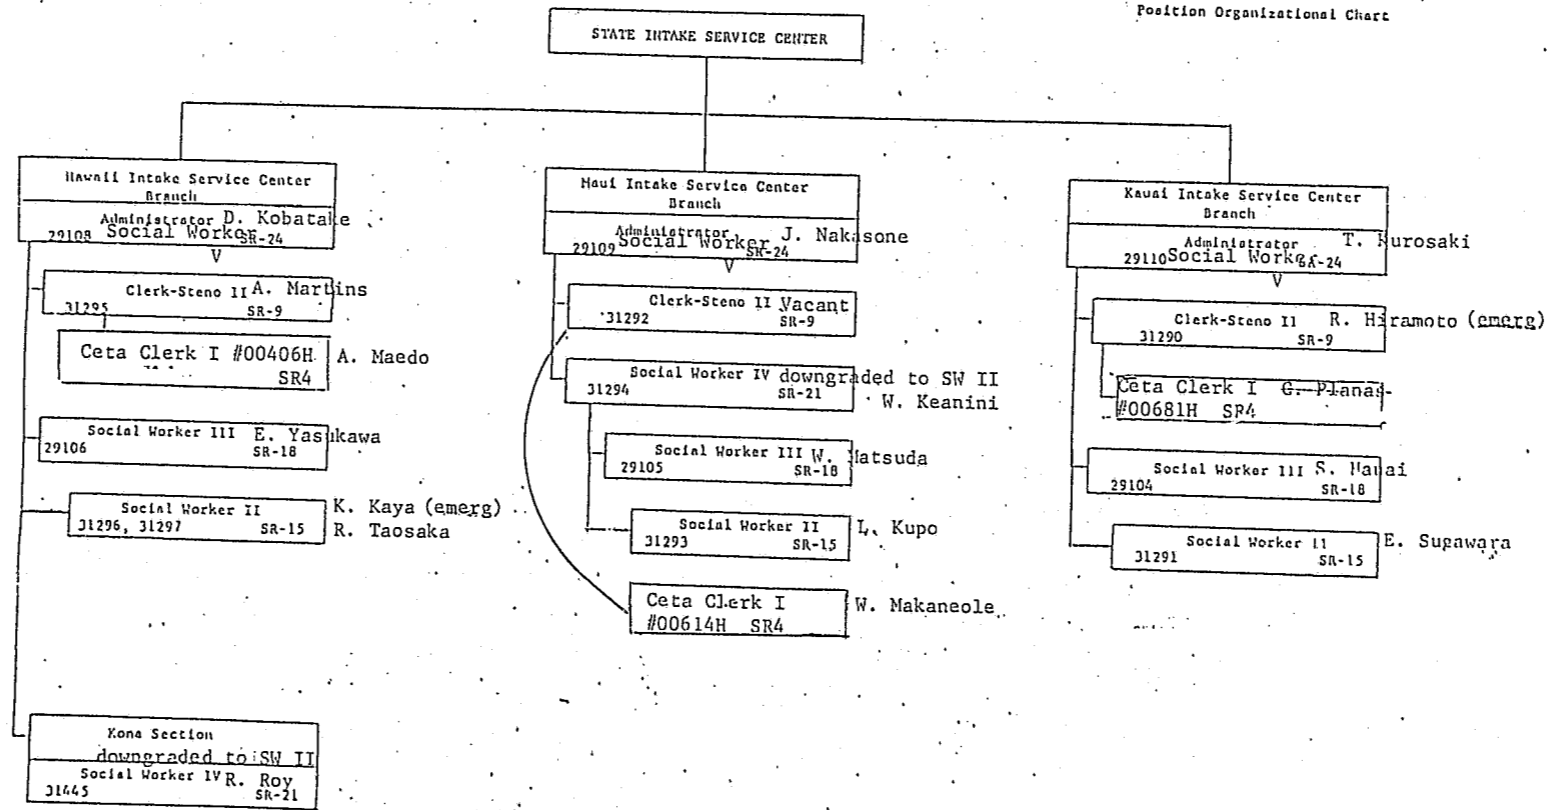 Position Organizational Chart
STATE INTAKE SERVICE CENTER
Hawaii Intake Service Center
Branch
Administrator D. Kobatake
29108 Social Worker SR-24
V
Clerk-Steno II A. Martins
31295 SR-9
Ceta Clerk I #00406H A. Maedo
SR4
Social Worker III E. Yasukawa
29106 SR-18
Social Worker II K. Kaya (emerg)
31296, 31297 SR-15 R. Taosaka
Kona Section
downgraded to SW II
Social Worker IV R. Roy
31445 SR-21
Maui Intake Service Center
Branch
Administrator J. Nakasone
29109 Social Worker SR-24
V
Clerk-Steno II Vacant
31292 SR-9
Social Worker IV downgraded to SW II
31294 SR-21 W. Keanini
Social Worker III W. Matsuda
29105 SR-18
Social Worker II L. Kupo
31293 SR-15
Ceta Clerk I W. Makaneole
#00614H SR4
Kauai Intake Service Center
Branch
Administrator T. Kurosaki
29110 Social Worker SR-24
V
Clerk-Steno II R. Hiramoto (emerg)
31290 SR-9
Ceta Clerk I G. Planas
#00681H SR4
Social Worker III S.
29104 SR-18
Social Worker II E. Sugawara
31291 SR-15